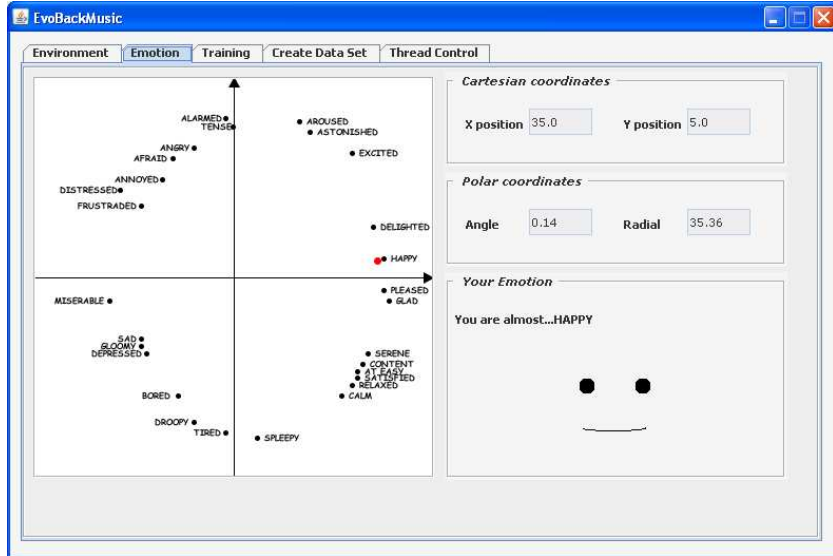 EvoBackMusic
Environment Emotion Training Create Data Set Thread Control
ALARMED
TENSE
AROUSED
ASTONISHED
ANGRY
AFRAID
EXCITED
ANNOYED
DISTRESSED
FRUSTRADED
DELIGHTED
HAPPY
PLEASED
GLAD
MISERABLE
SAD
GLOOMY
DEPRESSED
SERENE
CONTENT
AT EASY
SATISFIED
RELAXED
CALM
BORED
DROOPY
TIRED
SPLEEPY
Cartesian coordinates
X position 35.0 Y position 5.0
Polar coordinates
Angle 0.14 Radial 35.36
Your Emotion
You are almost...HAPPY